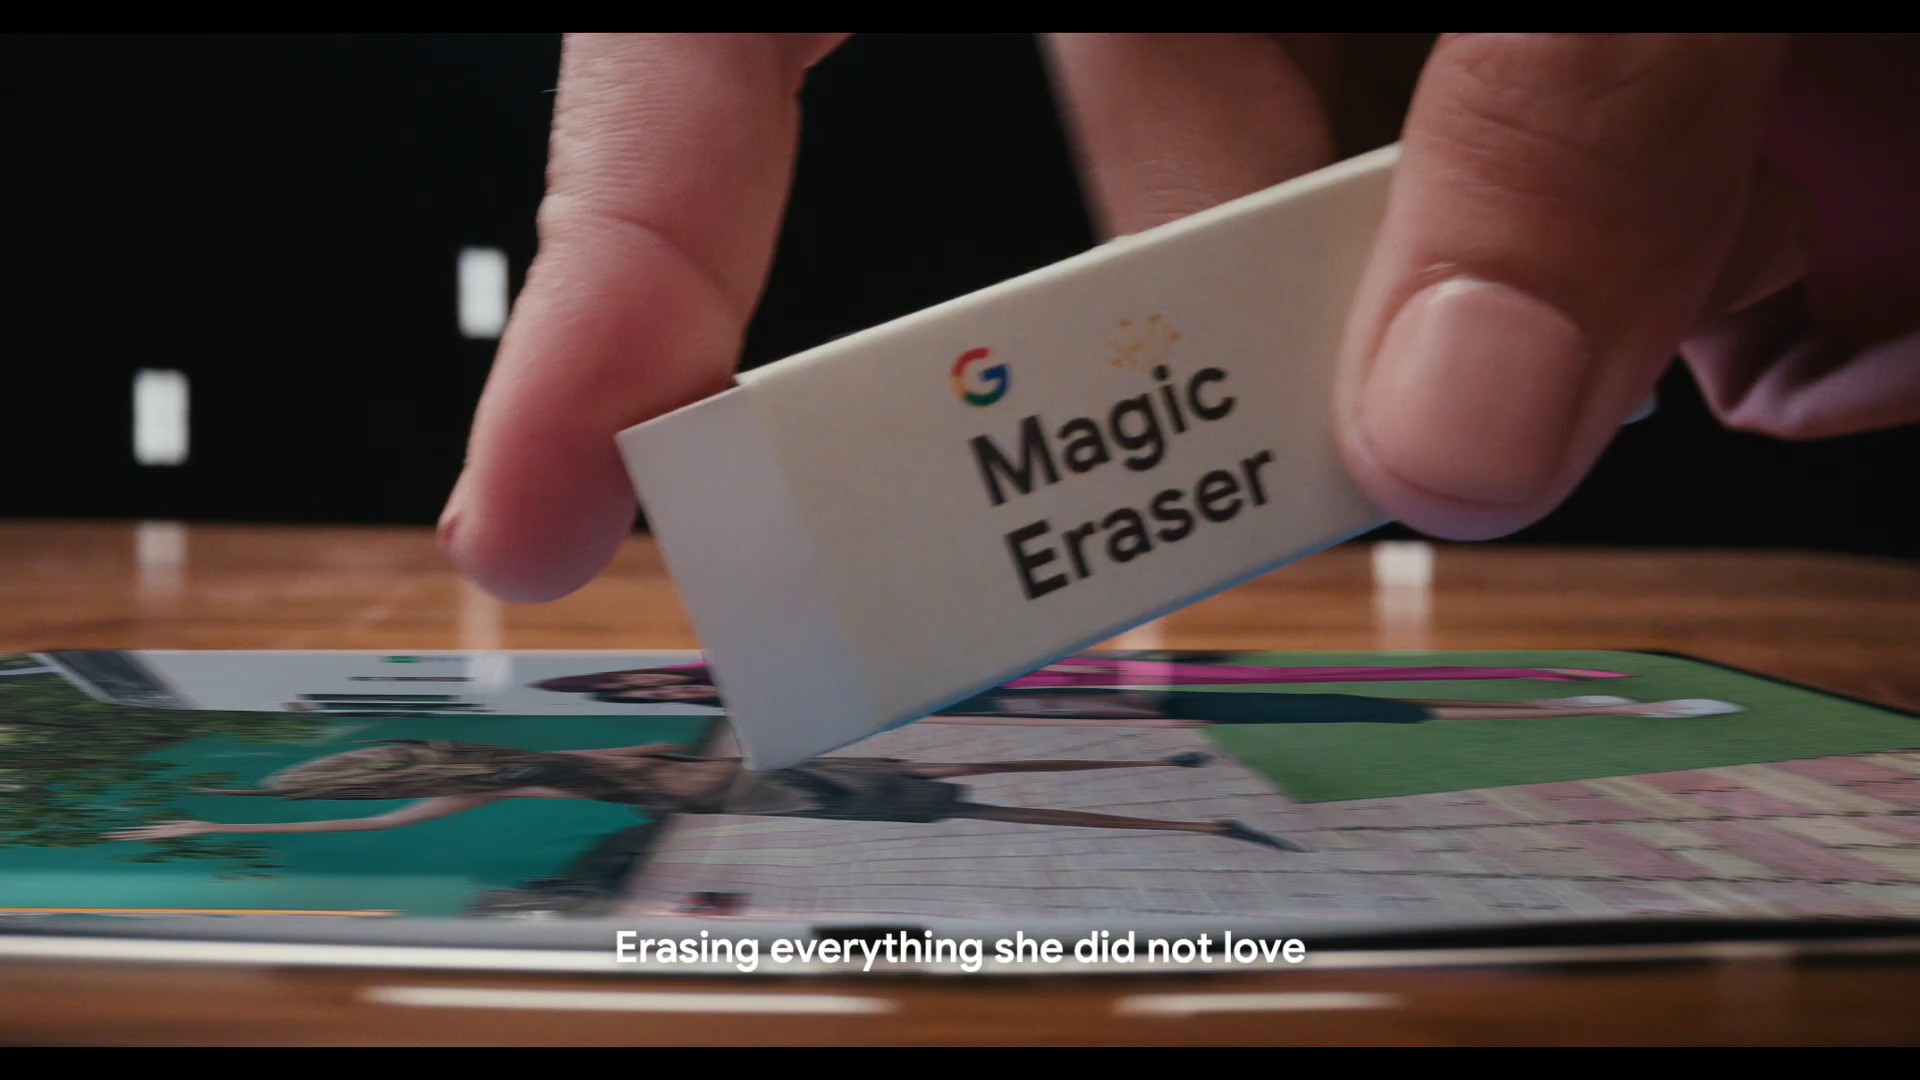 G
Magic
Eraser
Erasing everything she did not love